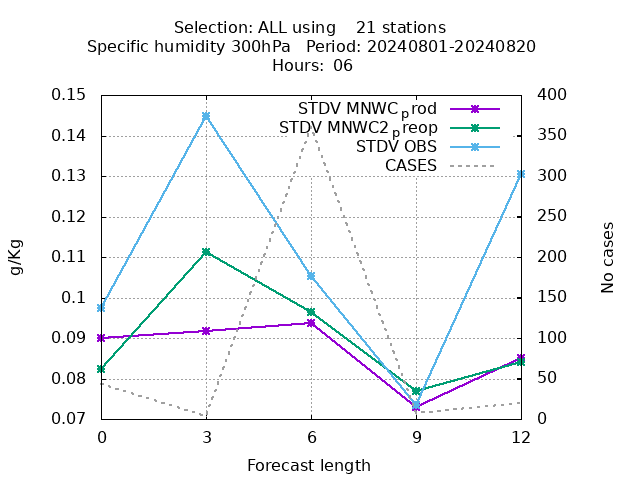 Selection: ALL using    21 stations
Specific humidity 300hPa   Period: 20240801-20240820
Hours:  06
STDV MNWCprod
STDV MNWC2preop
STDV OBS
CASES
0.15
0.14
0.13
0.12
0.11
0.1
0.09
0.08
0.07
g/Kg
400
350
300
250
200
150
100
50
0
No cases
0 3 6 9 12
Forecast length